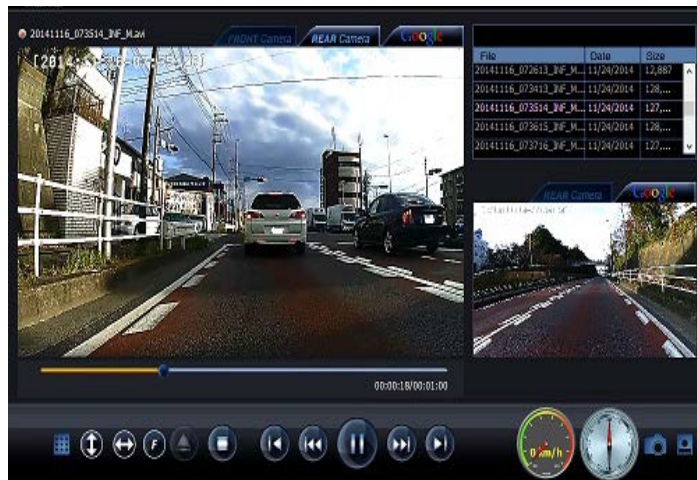 20141116_073514_INF_M.avi
FRONT Camera
REAR Camera
Google
File Date Size
20141116_072613_INF_M... 11/24/2014 12,887
20141116_073413_INF_M... 11/24/2014 128,...
20141116_073514_INF_M... 11/24/2014 127,...
20141116_073615_INF_M... 11/24/2014 128,...
20141116_073716_INF_M... 11/24/2014 127,...
REAR Camera
Google
00:00:18/00:01:00
F
0 km/h